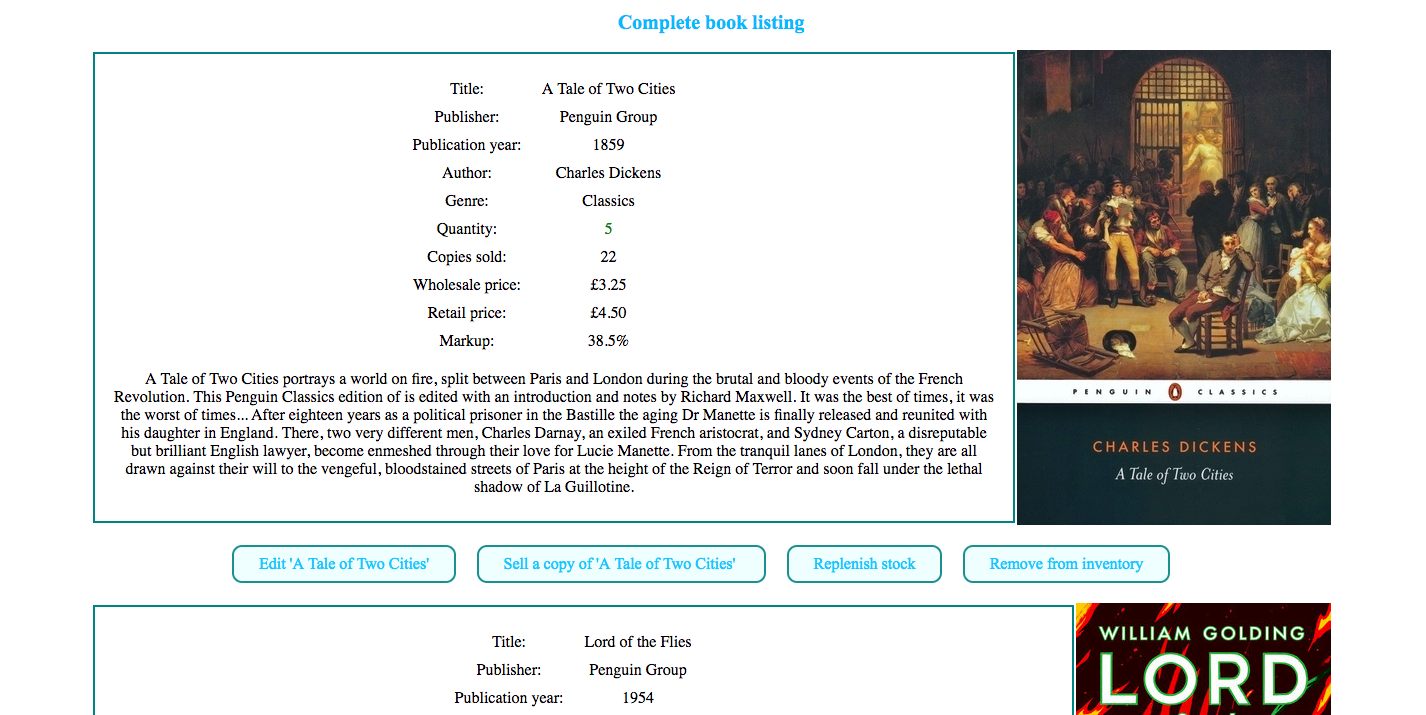 Complete book listing
Title: A Tale of Two Cities
Publisher: Penguin Group
Publication year: 1859
Author: Charles Dickens
Genre: Classics
Quantity: 5
Copies sold: 22
Wholesale price: £3.25
Retail price: £4.50
Markup: 38.5%
A Tale of Two Cities portrays a world on fire, split between Paris and London during the brutal and bloody events of the French
Revolution. This Penguin Classics edition of is edited with an introduction and notes by Richard Maxwell. It was the best of times, it was
the worst of times... After eighteen years as a political prisoner in the Bastille the aging Dr Manette is finally released and reunited with
his daughter in England. There, two very different men, Charles Darnay, an exiled French aristocrat, and Sydney Carton, a disreputable
but brilliant English lawyer, become enmeshed through their love for Lucie Manette. From the tranquil lanes of London, they are all
drawn against their will to the vengeful, bloodstained streets of Paris at the height of the Reign of Terror and soon fall under the lethal
shadow of La Guillotine.
PENGUIN CLASSICS
CHARLES DICKENS
A Tale of Two Cities
Edit 'A Tale of Two Cities' Sell a copy of 'A Tale of Two Cities' Replenish stock Remove from inventory
Title: Lord of the Flies
Publisher: Penguin Group
Publication year: 1954
WILLIAM GOLDING
LORD